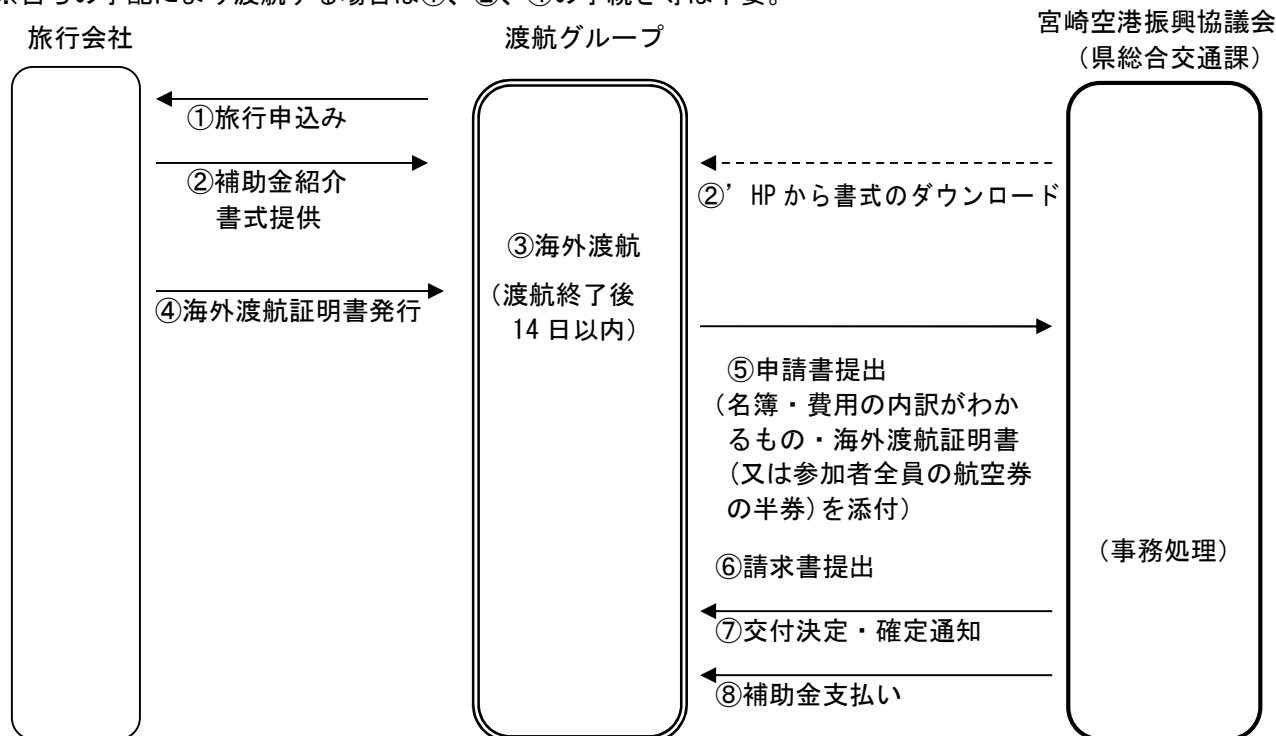 自らの手配により渡航する場合は①、②、④の手続き等は不要。
旅行会社
渡航グループ
宮崎空港振興協議会
(県総合交通課)
①旅行申込み
②補助金紹介
書式提供
②’HPから書式のダウンロード
③海外渡航
(渡航終了後
14日以内)
④海外渡航証明書発行
⑤申請書提出
(名簿・費用の内訳がわか
るもの・海外渡航証明書
(又は参加者全員の航空券
の半券)を添付)
(事務処理)
⑥請求書提出
⑦交付決定・確定通知
⑧補助金支払い